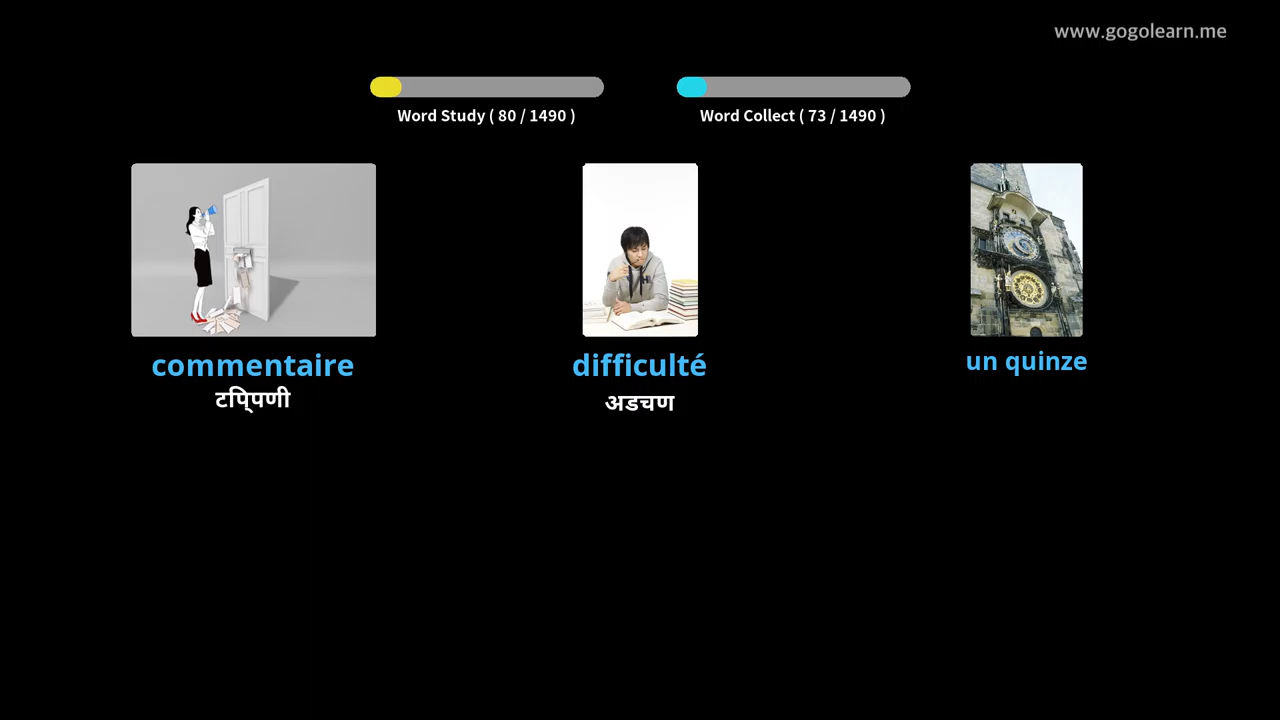 www.gogolearn.me
Word Study ( 80 / 1490 )
Word Collect ( 73 / 1490 )
commentaire
difficulté
un quinze
टिप्पणी
अडचण